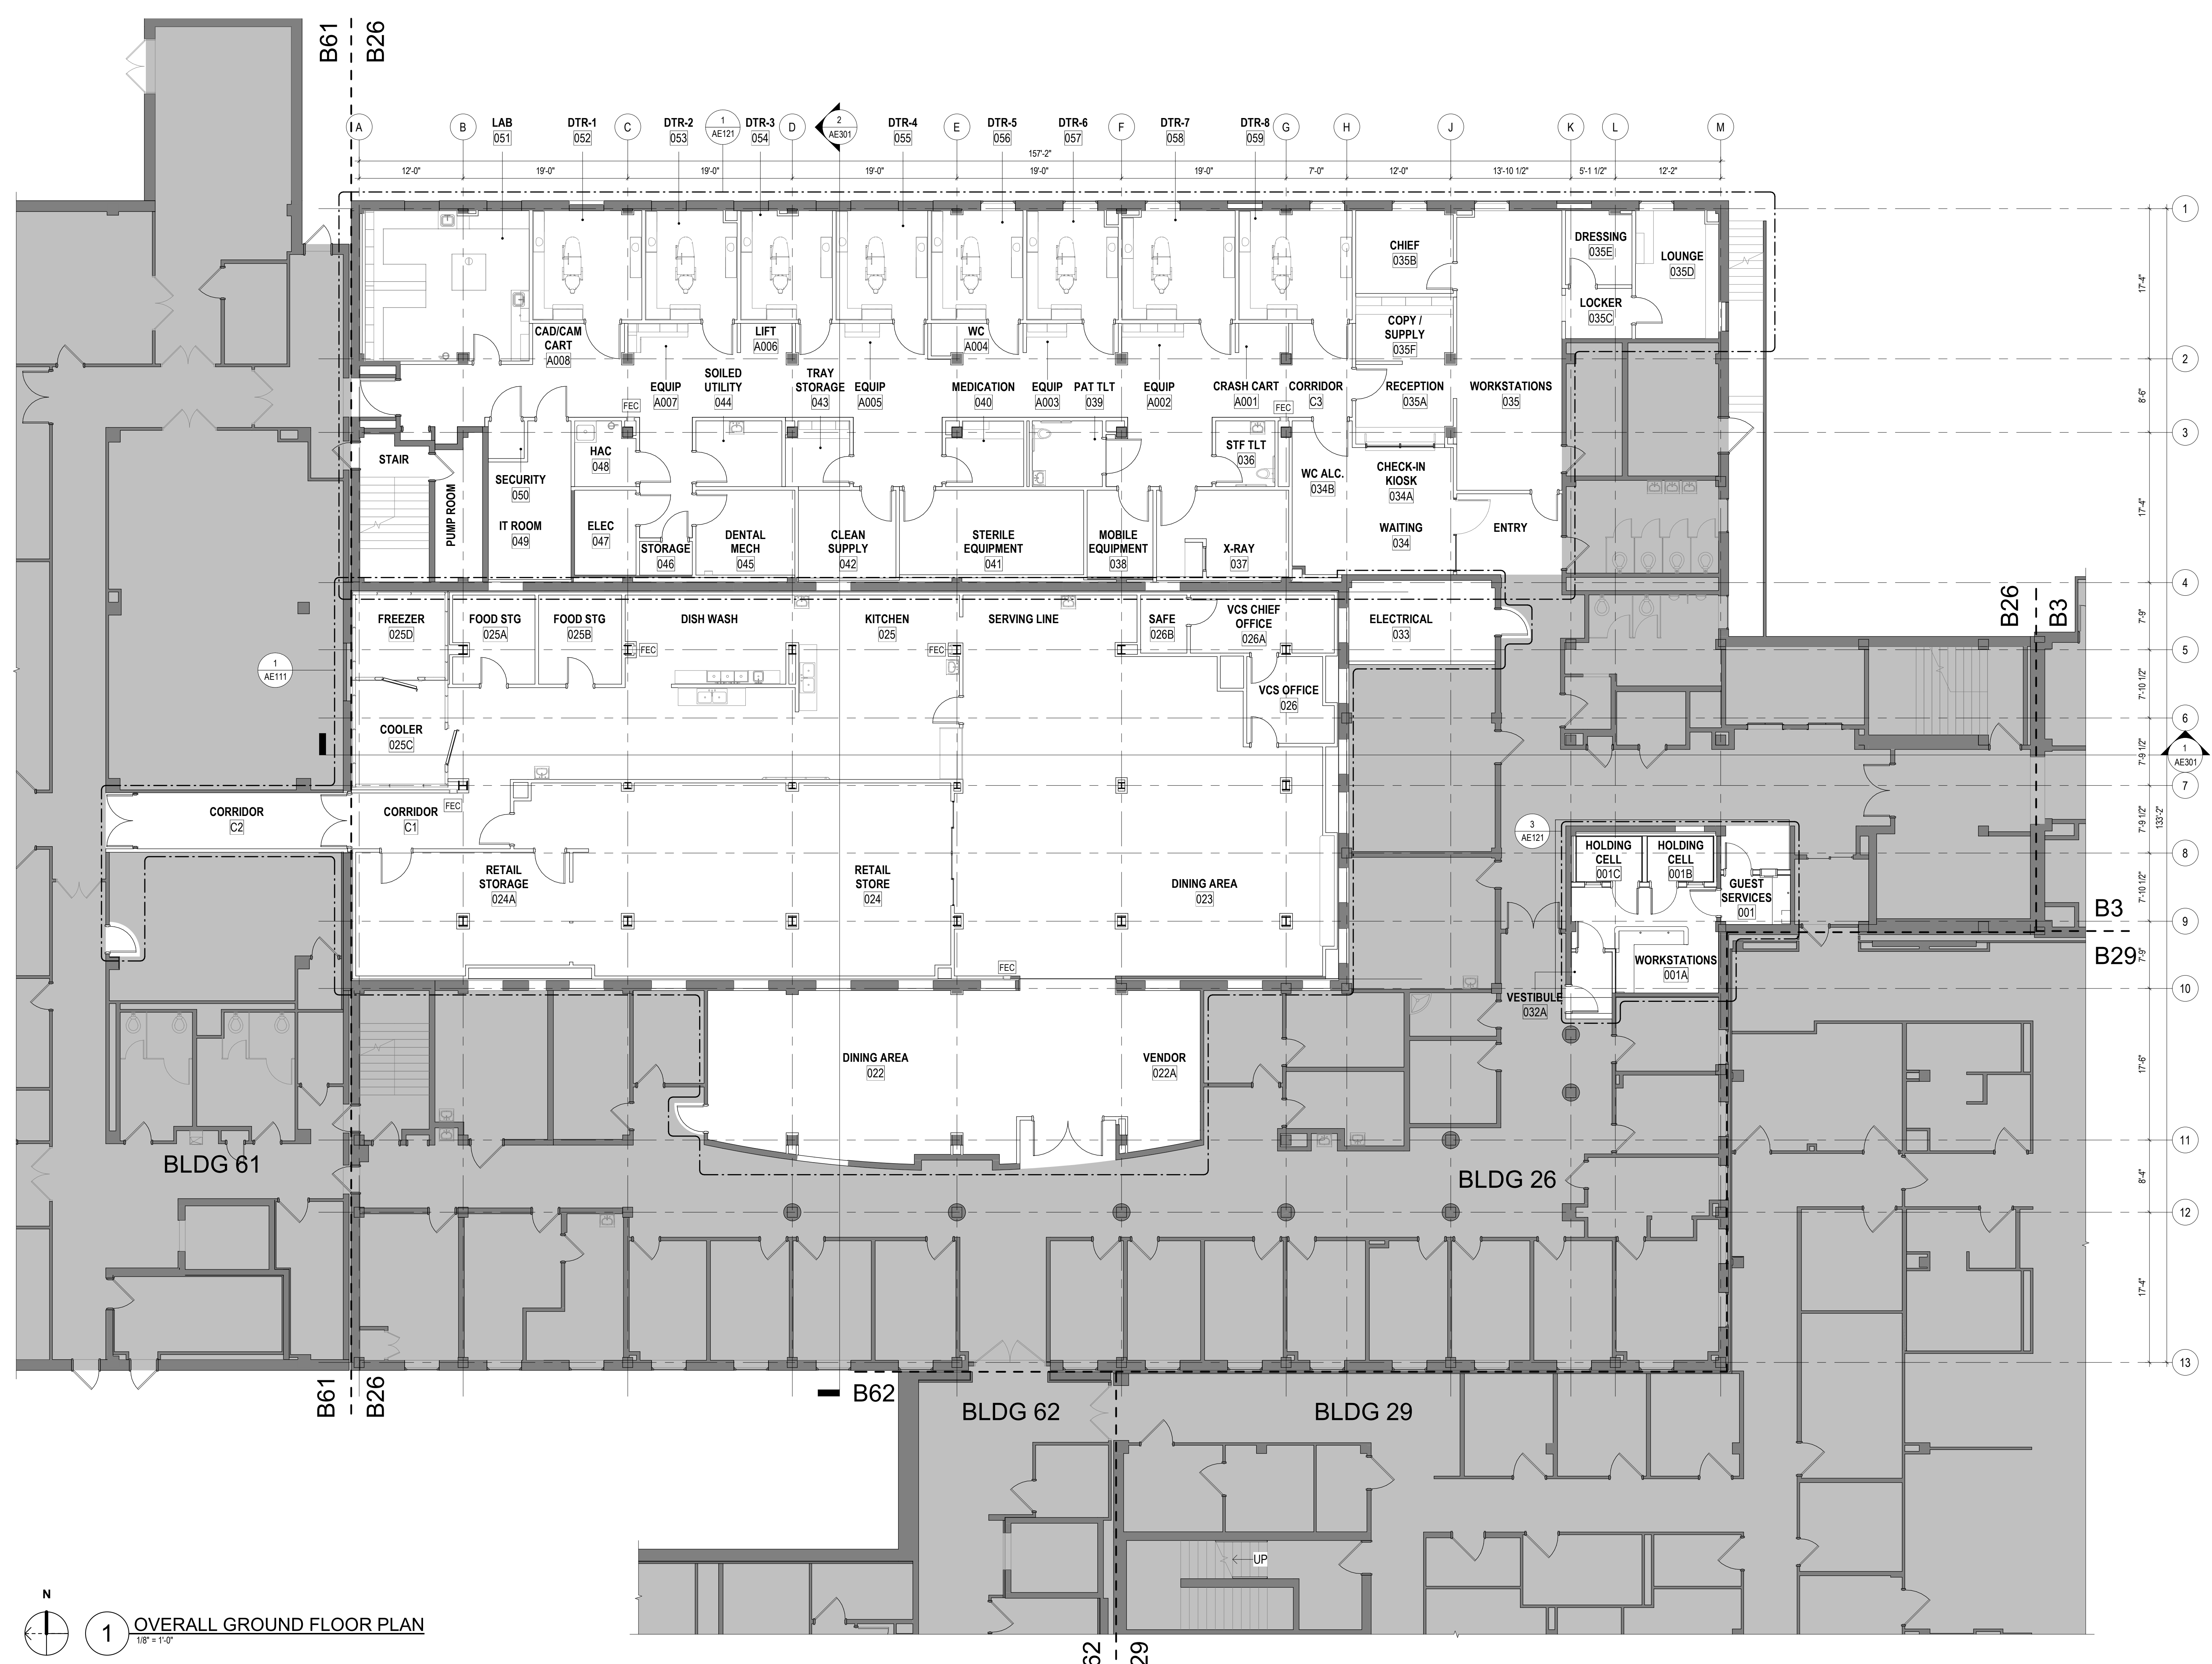 B61
B26
A
B
LAB
051
DTR-1
052
C
DTR-2
053
1
AE121
DTR-3
054
D
2
AE301
DTR-4
055
E
DTR-5
056
DTR-6
057
F
DTR-7
058
DTR-8
059
G
H
J
K
L
M
157'-2"
12'-0"
19'-0"
19'-0"
19'-0"
19'-0"
19'-0"
7'-0"
12'-0"
13'-10 1/2"
5'-1 1/2"
12'-2"
1
CHIEF
035B
DRESSING
035E
LOUNGE
035D
17'-4"
LOCKER
035C
CAD/CAM
CART
A008
LIFT
A006
WC
A004
COPY /
SUPPLY
035F
2
EQUIP
A007
SOILED
UTILITY
044
TRAY
STORAGE
043
EQUIP
A005
MEDICATION
040
EQUIP
A003
PAT TLT
039
EQUIP
A002
CRASH CART
A001
CORRIDOR
C3
RECEPTION
035A
WORKSTATIONS
035
8'-6"
FEC
FEC
3
STAIR
PUMP ROOM
SECURITY
050
HAC
048
STF TLT
036
WC ALC.
034B
CHECK-IN
KIOSK
034A
17'-4"
IT ROOM
049
ELEC
047
STORAGE
046
DENTAL
MECH
045
CLEAN
SUPPLY
042
STERILE
EQUIPMENT
041
MOBILE
EQUIPMENT
038
X-RAY
037
WAITING
034
ENTRY
4
B26
B3
FREEZER
025D
FOOD STG
025A
FOOD STG
025B
DISH WASH
KITCHEN
025
SERVING LINE
SAFE
026B
VCS CHIEF
OFFICE
026A
ELECTRICAL
033
7'-9"
FEC
FEC
5
1
AE111
VCS OFFICE
026
7'-10 1/2"
6
COOLER
025C
7'-9 1/2"
1
AE301
7
CORRIDOR
C2
CORRIDOR
C1
FEC
3
AE121
7'-9 1/2"
133'-2"
8
HOLDING
CELL
001C
HOLDING
CELL
001B
GUEST
SERVICES
001
RETAIL
STORAGE
024A
RETAIL
STORE
024
DINING AREA
023
7'-10 1/2"
B3
9
B29
7'-9"
WORKSTATIONS
001A
FEC
10
VESTIBULE
032A
DINING AREA
022
VENDOR
022A
17'-6"
11
BLDG 61
BLDG 26
8'-4"
12
17'-4"
13
B61
B26
B62
BLDG 62
BLDG 29
UP
N
1
OVERALL GROUND FLOOR PLAN
1/8" = 1'-0"
62
29